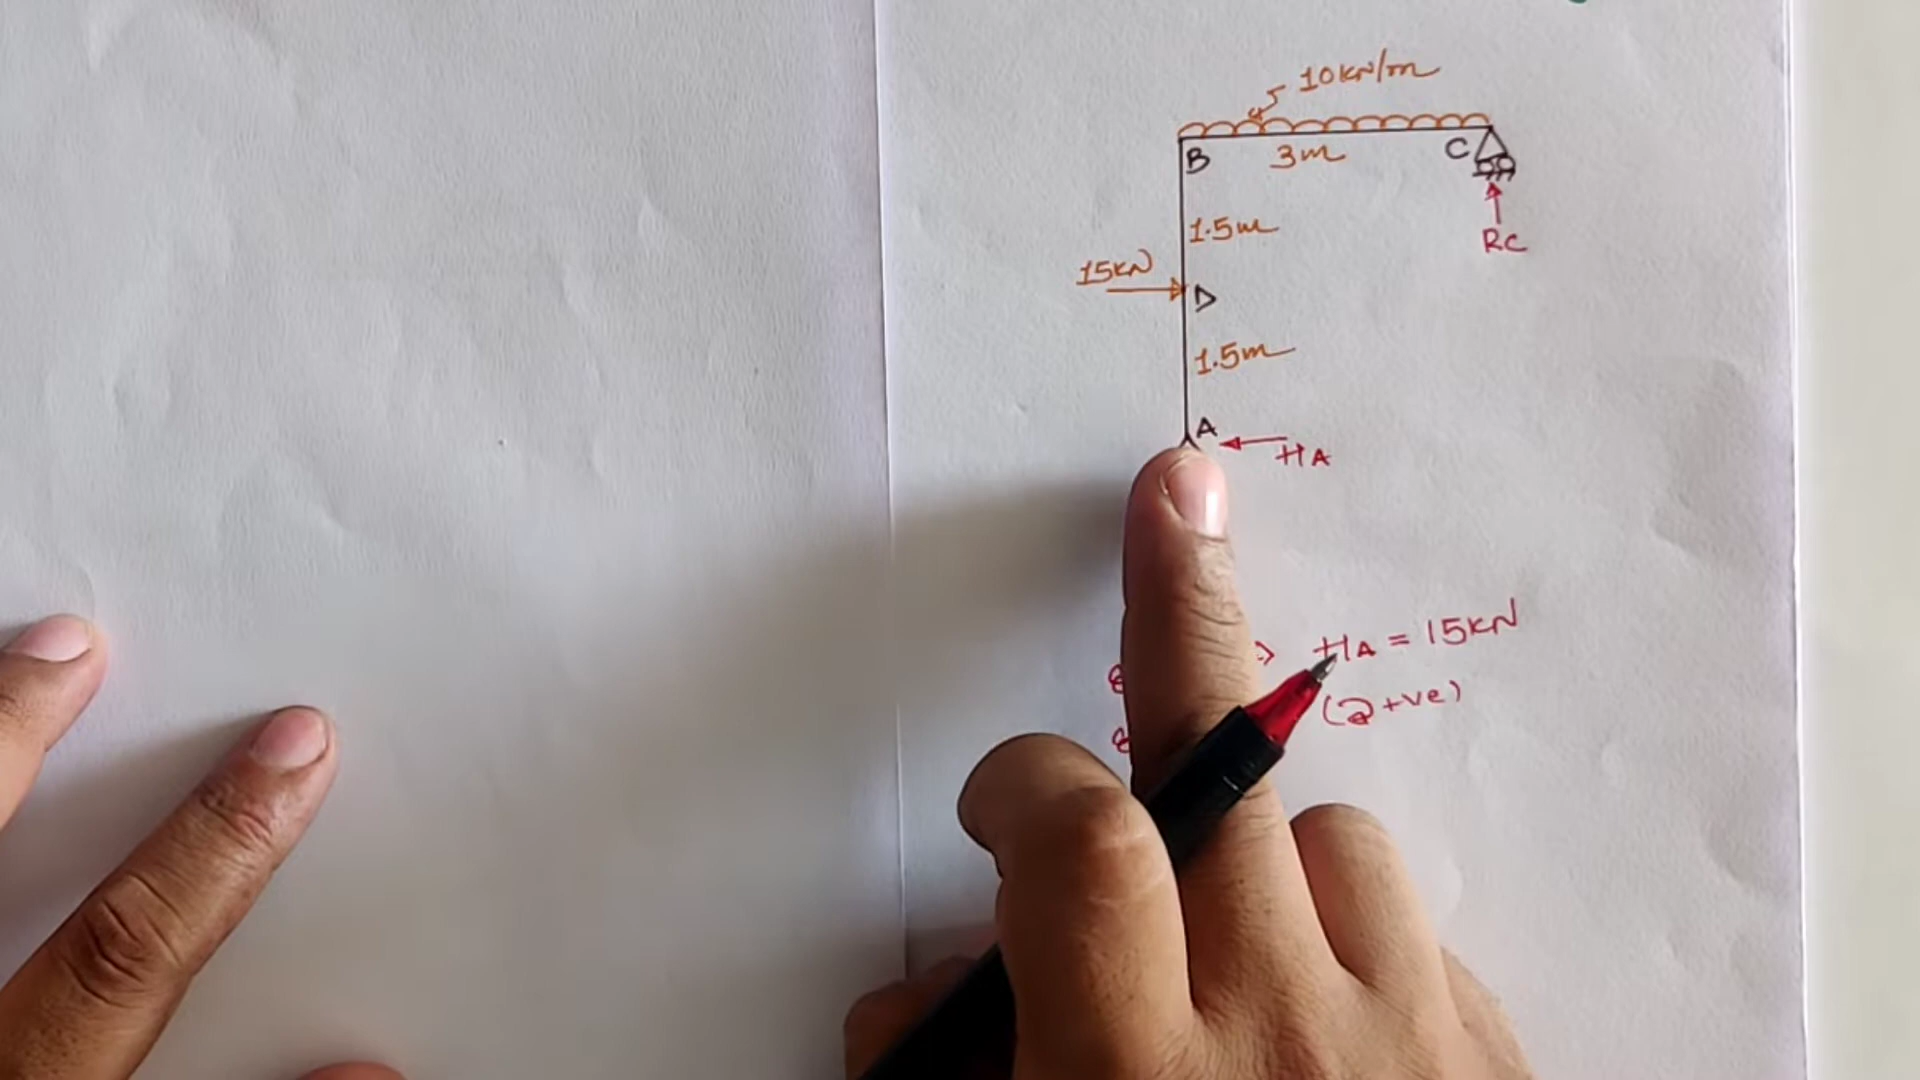 10kN/m
B 3m C
1.5m
RC
15kN
D
1.5m
A
HA
HA = 15kN
(+ve)